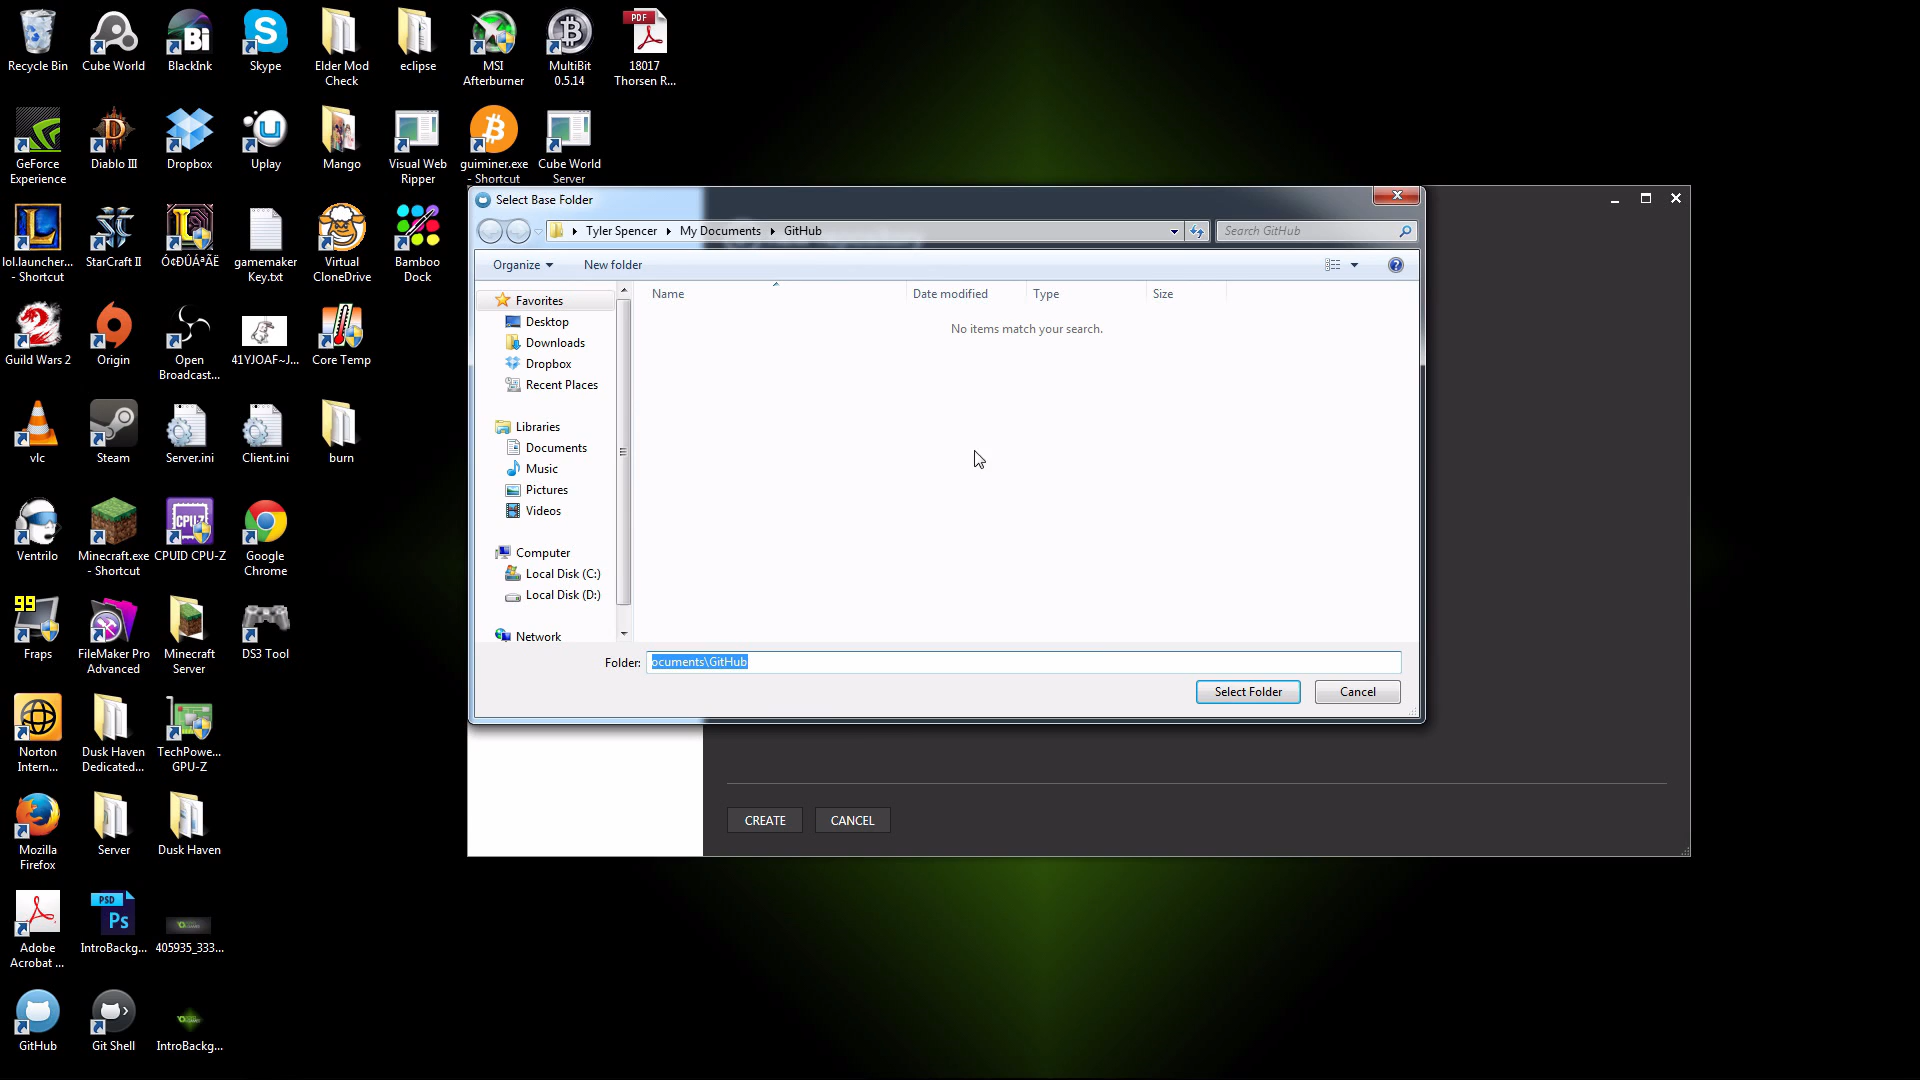 Recycle Bin
Cube World
BlackInk
Skype
Elder Mod
Check
eclipse
MSI
Afterburner
MultiBit
0.5.14
PDF
18017
Thorsen R...
GeForce
Experience
Diablo III
Dropbox
Uplay
Mango
Visual Web
Ripper
guiminer.exe
- Shortcut
Cube World
Server
lol.launcher...
- Shortcut
StarCraft II
Ó¢ÐÛÁªÃË
gamemaker
Key.txt
Virtual
CloneDrive
Bamboo
Dock
Guild Wars 2
Origin
Open
Broadcast...
41YJOAF~J...
Core Temp
vlc
Steam
Server.ini
Client.ini
burn
Ventrilo
Minecraft.exe
- Shortcut
CPUID CPU-Z
Google
Chrome
99
Fraps
FileMaker Pro
Advanced
Minecraft
Server
DS3 Tool
Norton
Intern...
Dusk Haven
Dedicated...
TechPowe...
GPU-Z
Mozilla
Firefox
Server
Dusk Haven
Adobe
Acrobat ...
PSD
Ps
IntroBackg...
405935_333...
GitHub
Git Shell
IntroBackg...
Select Base Folder
Tyler Spencer
My Documents
GitHub
Search GitHub
Organize
New folder
Name
Date modified
Type
Size
No items match your search.
Favorites
Desktop
Downloads
Dropbox
Recent Places
Libraries
Documents
Music
Pictures
Videos
Computer
Local Disk (C:)
Local Disk (D:)
Network
Folder:
ocuments\GitHub
Select Folder
Cancel
CREATE
CANCEL